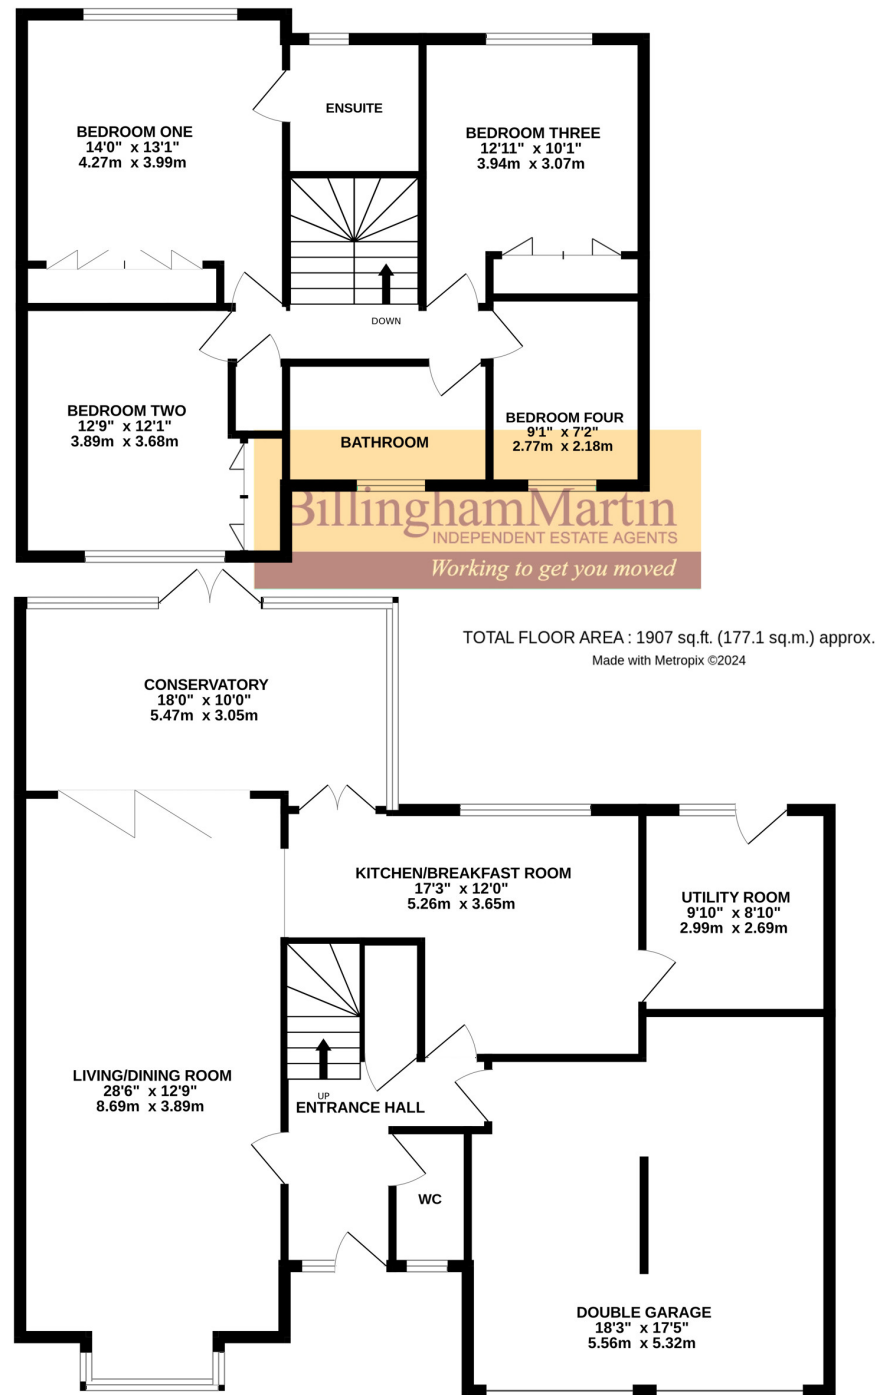 BEDROOM ONE
14'0" x 13'1"
4.27m x 3.99m
ENSUITE
BEDROOM THREE
12'11" x 10'1"
3.94m x 3.07m
DOWN
BEDROOM TWO
12'9" x 12'1"
3.89m x 3.68m
BATHROOM
BEDROOM FOUR
9'1" x 7'2"
2.77m x 2.18m
BillinghamMartin
INDEPENDENT ESTATE AGENTS
Working to get you moved
TOTAL FLOOR AREA : 1907 sq.ft. (177.1 sq.m.) approx.
Made with Metropix ©2024
CONSERVATORY
18'0" x 10'0"
5.47m x 3.05m
KITCHEN/BREAKFAST ROOM
17'3" x 12'0"
5.26m x 3.65m
UTILITY ROOM
9'10" x 8'10"
2.99m x 2.69m
LIVING/DINING ROOM
28'6" x 12'9"
8.69m x 3.89m
UP
ENTRANCE HALL
WC
DOUBLE GARAGE
18'3" x 17'5"
5.56m x 5.32m